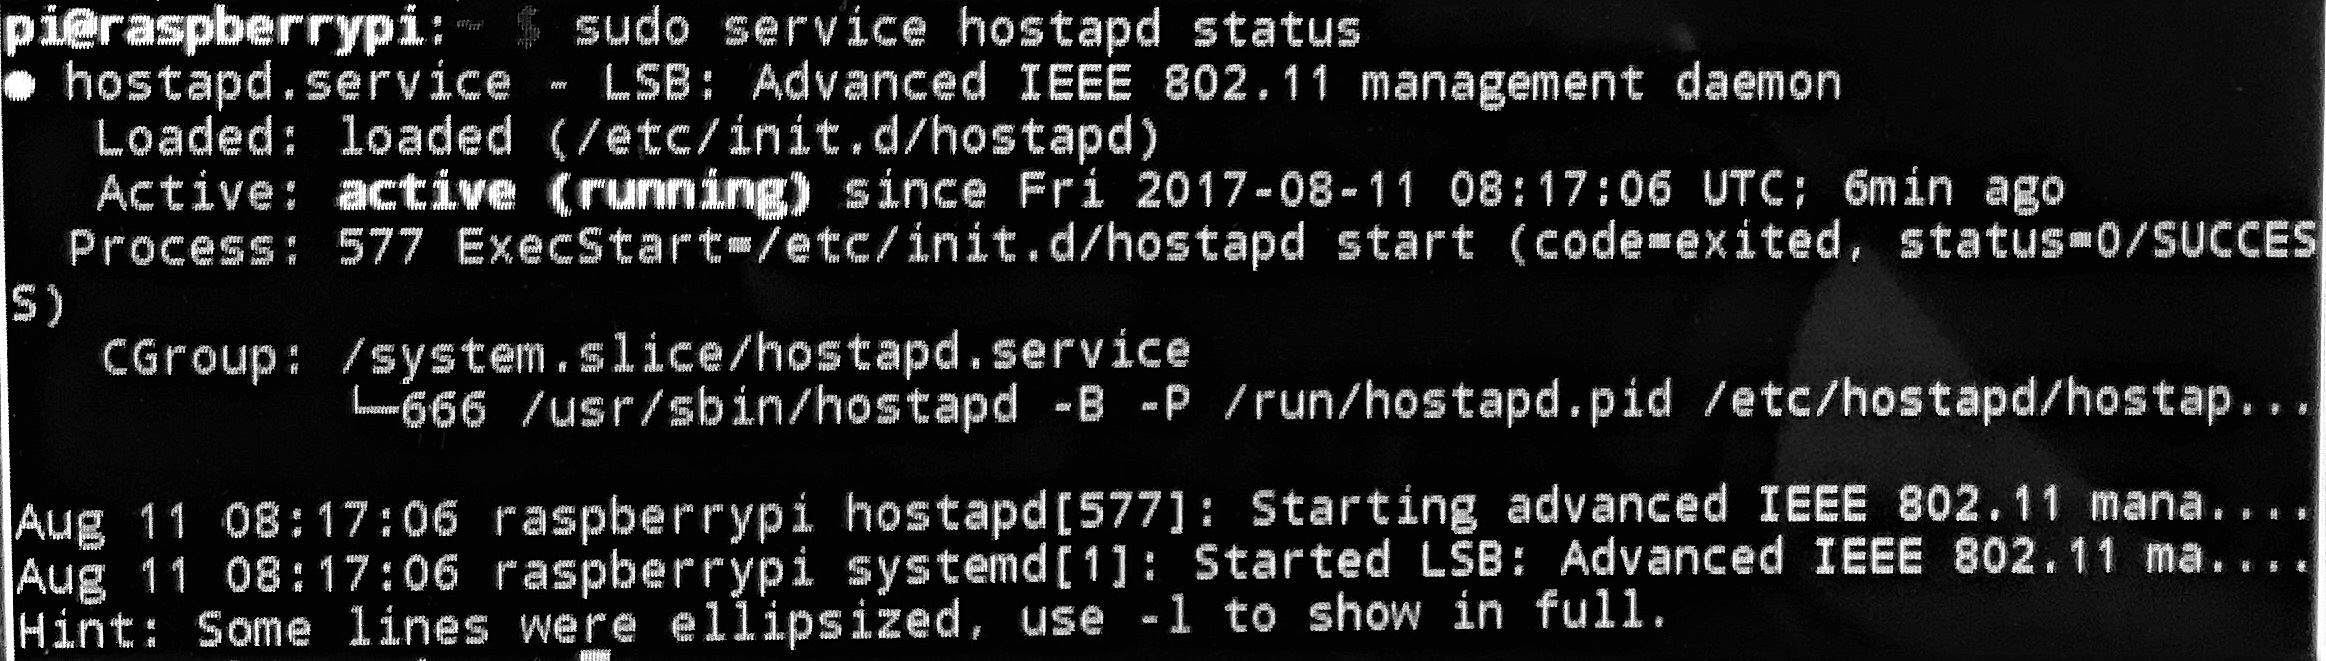 pi@raspberrypi:~ $ sudo service hostapd status
● hostapd.service - LSB: Advanced IEEE 802.11 management daemon
Loaded: loaded (/etc/init.d/hostapd)
Active: active (running) since Fri 2017-08-11 08:17:06 UTC; 6min ago
Process: 577 ExecStart=/etc/init.d/hostapd start (code=exited, status=0/SUCCES
S)
CGroup: /system.slice/hostapd.service
└─666 /usr/sbin/hostapd -B -P /run/hostapd.pid /etc/hostapd/hostap...
Aug 11 08:17:06 raspberrypi hostapd[577]: Starting advanced IEEE 802.11 mana....
Aug 11 08:17:06 raspberrypi systemd[1]: Started LSB: Advanced IEEE 802.11 ma....
Hint: Some lines were ellipsized, use -l to show in full.